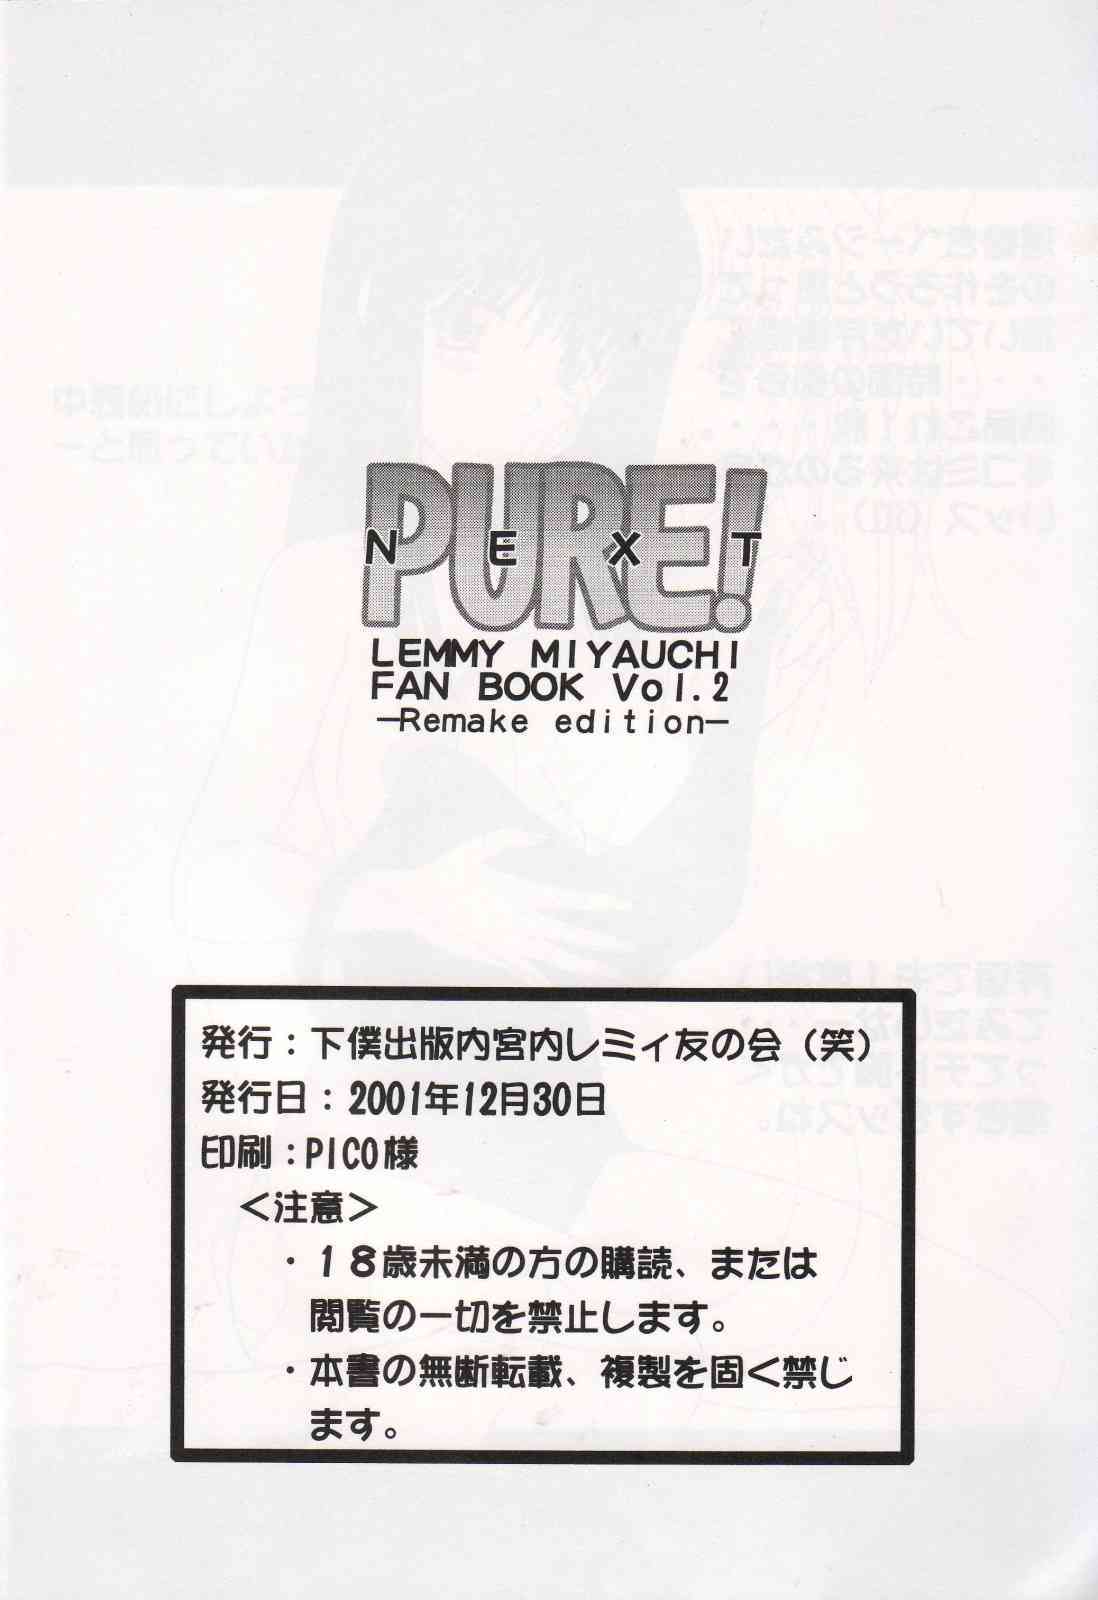 PURE!
NEXT
LEMMY MIYAUCHI
FAN BOOK Vol.2
―Remake edition―
発行：下僕出版内宮内レミィ友の会（笑）
発行日：2001年12月30日
印刷：PICO様
＜注意＞
・１８歳未満の方の購読、または
閲覧の一切を禁止します。
・本書の無断転載、複製を固く禁じ
ます。